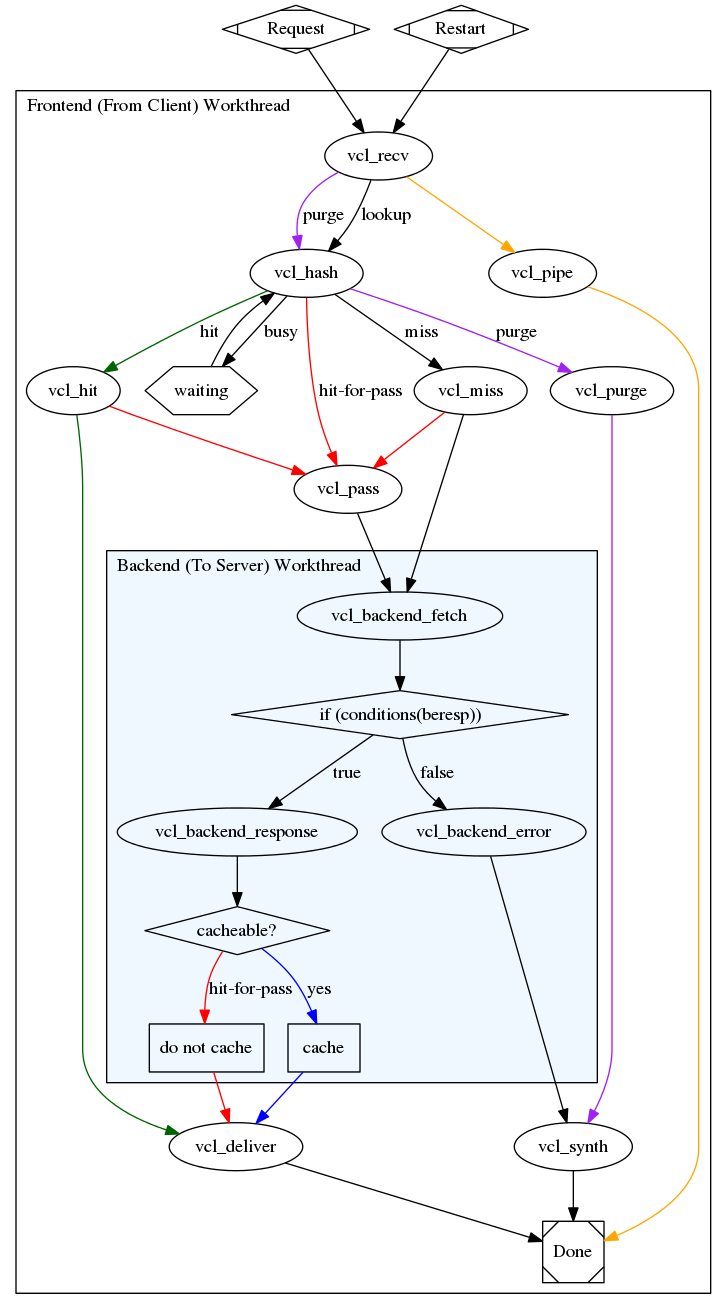 Request
Restart
Frontend (From Client) Workthread
vcl_recv
purge
lookup
vcl_hash
vcl_pipe
hit
busy
miss
purge
hit-for-pass
vcl_hit
waiting
vcl_miss
vcl_purge
vcl_pass
Backend (To Server) Workthread
vcl_backend_fetch
if (conditions(beresp))
true
false
vcl_backend_response
vcl_backend_error
cacheable?
hit-for-pass
yes
do not cache
cache
vcl_deliver
vcl_synth
Done